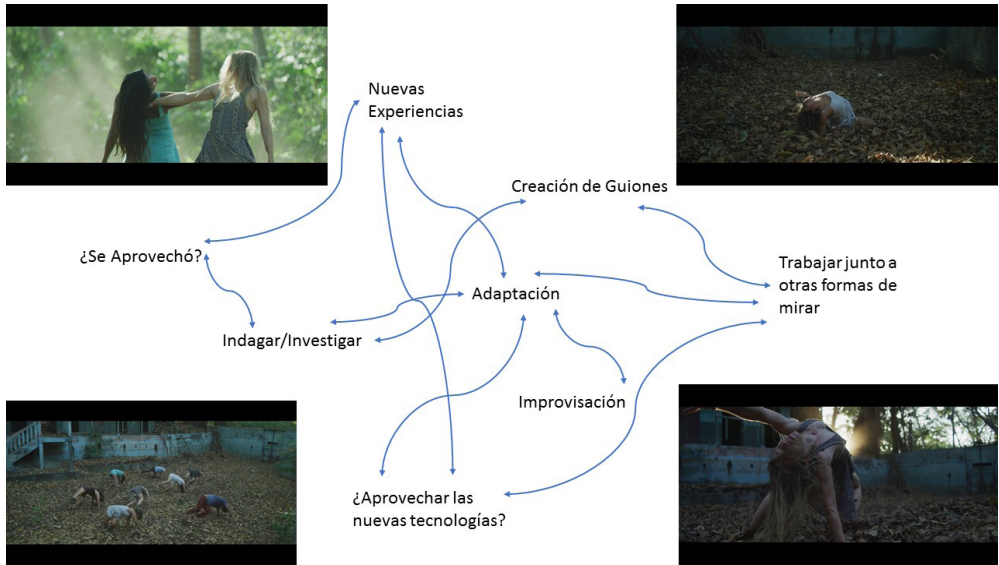 Nuevas
Experiencias
Creación de Guiones
¿Se Aprovechó?
Trabajar junto a
otras formas de
mirar
Adaptación
Indagar/Investigar
Improvisación
¿Aprovechar las
nuevas tecnologías?